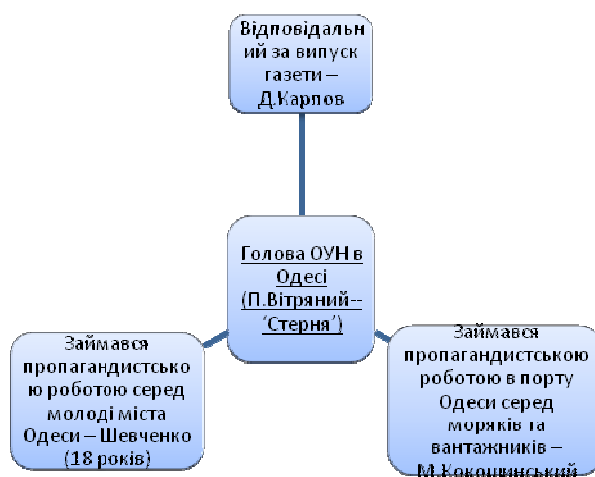 Відповідальн
ий за випуск
газети –
Д.Карпов
Голова ОУН в
Одесі
(П.Вітряний--
‘Стерня’)
Займався
пропагандистсько
ю роботою серед
молоді міста
Одеси – Шевченко
(18 років)
Займався
пропагандистською
роботою в порту
Одеси серед
моряків та
вантажників –
М.Кокошинський